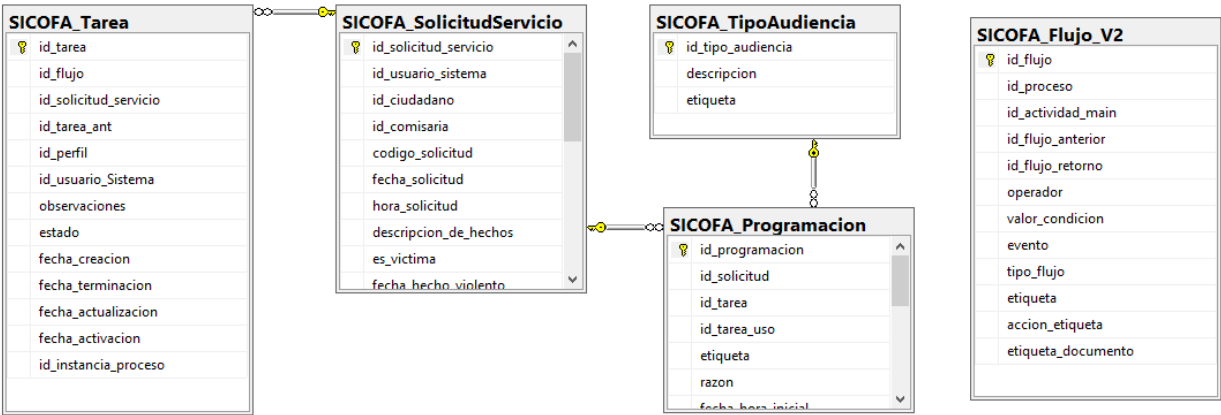 SICOFA_Tarea
id_tarea
id_flujo
id_solicitud_servicio
id_tarea_ant
id_perfil
id_usuario_Sistema
observaciones
estado
fecha_creacion
fecha_terminacion
fecha_actualizacion
fecha_activacion
id_instancia_proceso
SICOFA_SolicitudServicio
id_solicitud_servicio
id_usuario_sistema
id_ciudadano
id_comisaria
codigo_solicitud
fecha_solicitud
hora_solicitud
descripcion_de_hechos
es_victima
fecha_hecho_violento
SICOFA_TipoAudiencia
id_tipo_audiencia
descripcion
etiqueta
SICOFA_Programacion
id_programacion
id_solicitud
id_tarea
id_tarea_uso
etiqueta
razon
fecha_hora_inicial
SICOFA_Flujo_V2
id_flujo
id_proceso
id_actividad_main
id_flujo_anterior
id_flujo_retorno
operador
valor_condicion
evento
tipo_flujo
etiqueta
accion_etiqueta
etiqueta_documento